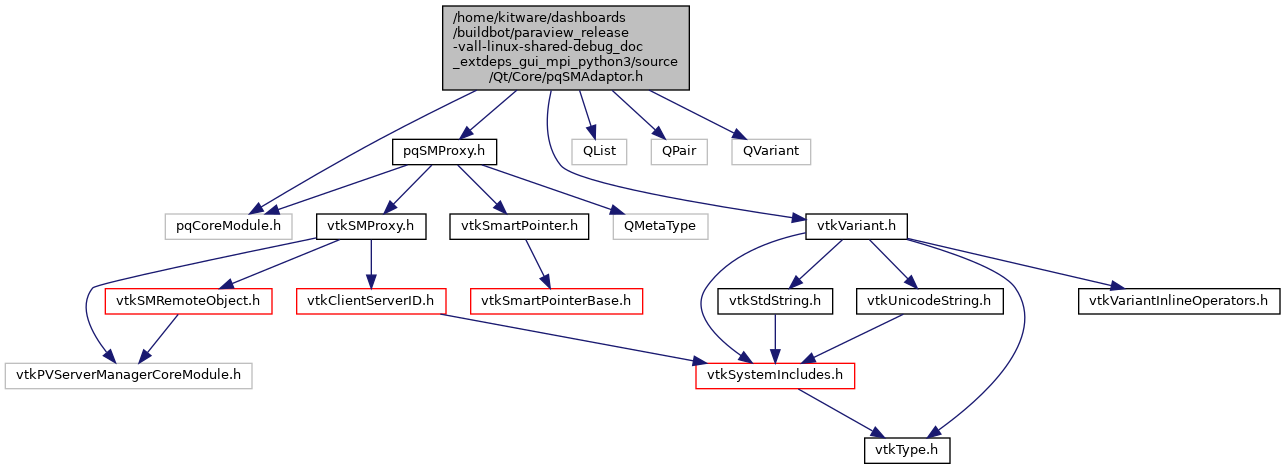 /home/kitware/dashboards
/buildbot/paraview_release
-vall-linux-shared-debug_doc
_extdeps_gui_mpi_python3/source
/Qt/Core/pqSMAdaptor.h
pqSMProxy.h
QList
QPair
QVariant
pqCoreModule.h
vtkSMProxy.h
vtkSmartPointer.h
QMetaType
vtkVariant.h
vtkSMRemoteObject.h
vtkClientServerID.h
vtkSmartPointerBase.h
vtkStdString.h
vtkUnicodeString.h
vtkVariantInlineOperators.h
vtkPVServerManagerCoreModule.h
vtkSystemIncludes.h
vtkType.h